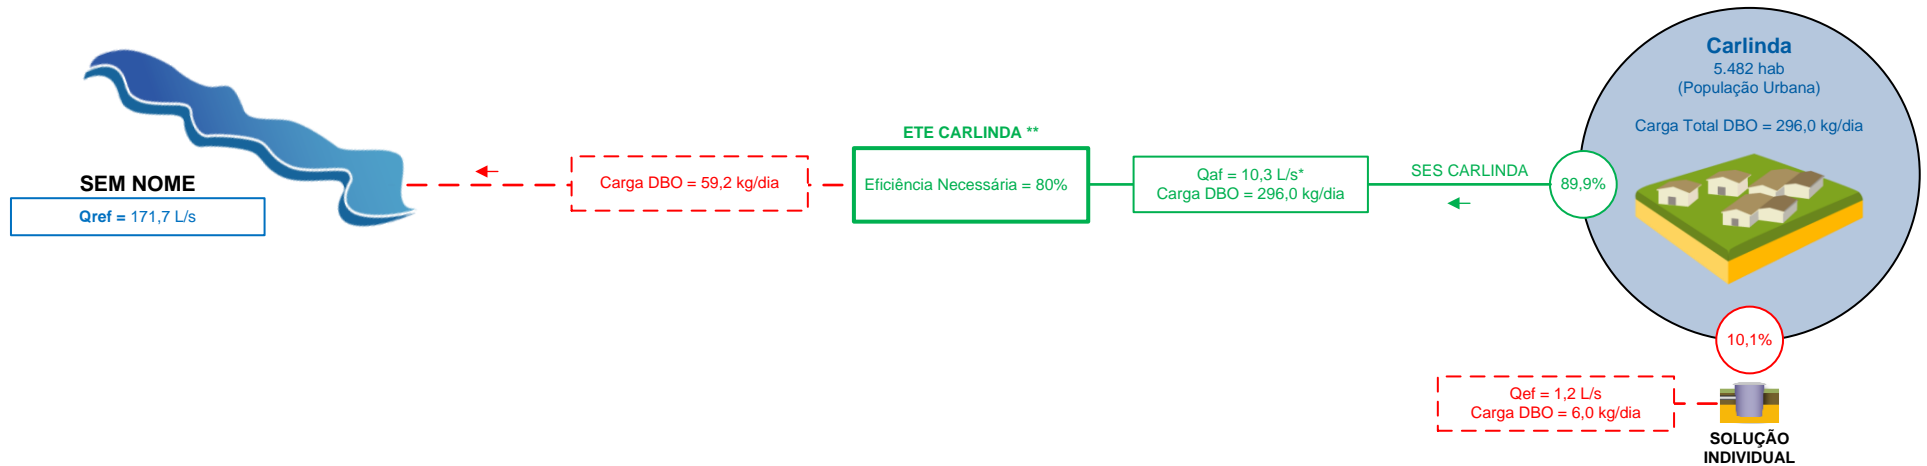 Carlinda
5.482 hab
(População Urbana)
Carga Total DBO = 296,0 kg/dia
ETE CARLINDA **
Eficiência Necessária = 80%
Carga DBO = 59,2 kg/dia
Qaf = 10,3 L/s*
Carga DBO = 296,0 kg/dia
SES CARLINDA
89,9%
SEM NOME
Qref = 171,7 L/s
10,1%
Qef = 1,2 L/s
Carga DBO = 6,0 kg/dia
SOLUÇÃO
INDIVIDUAL